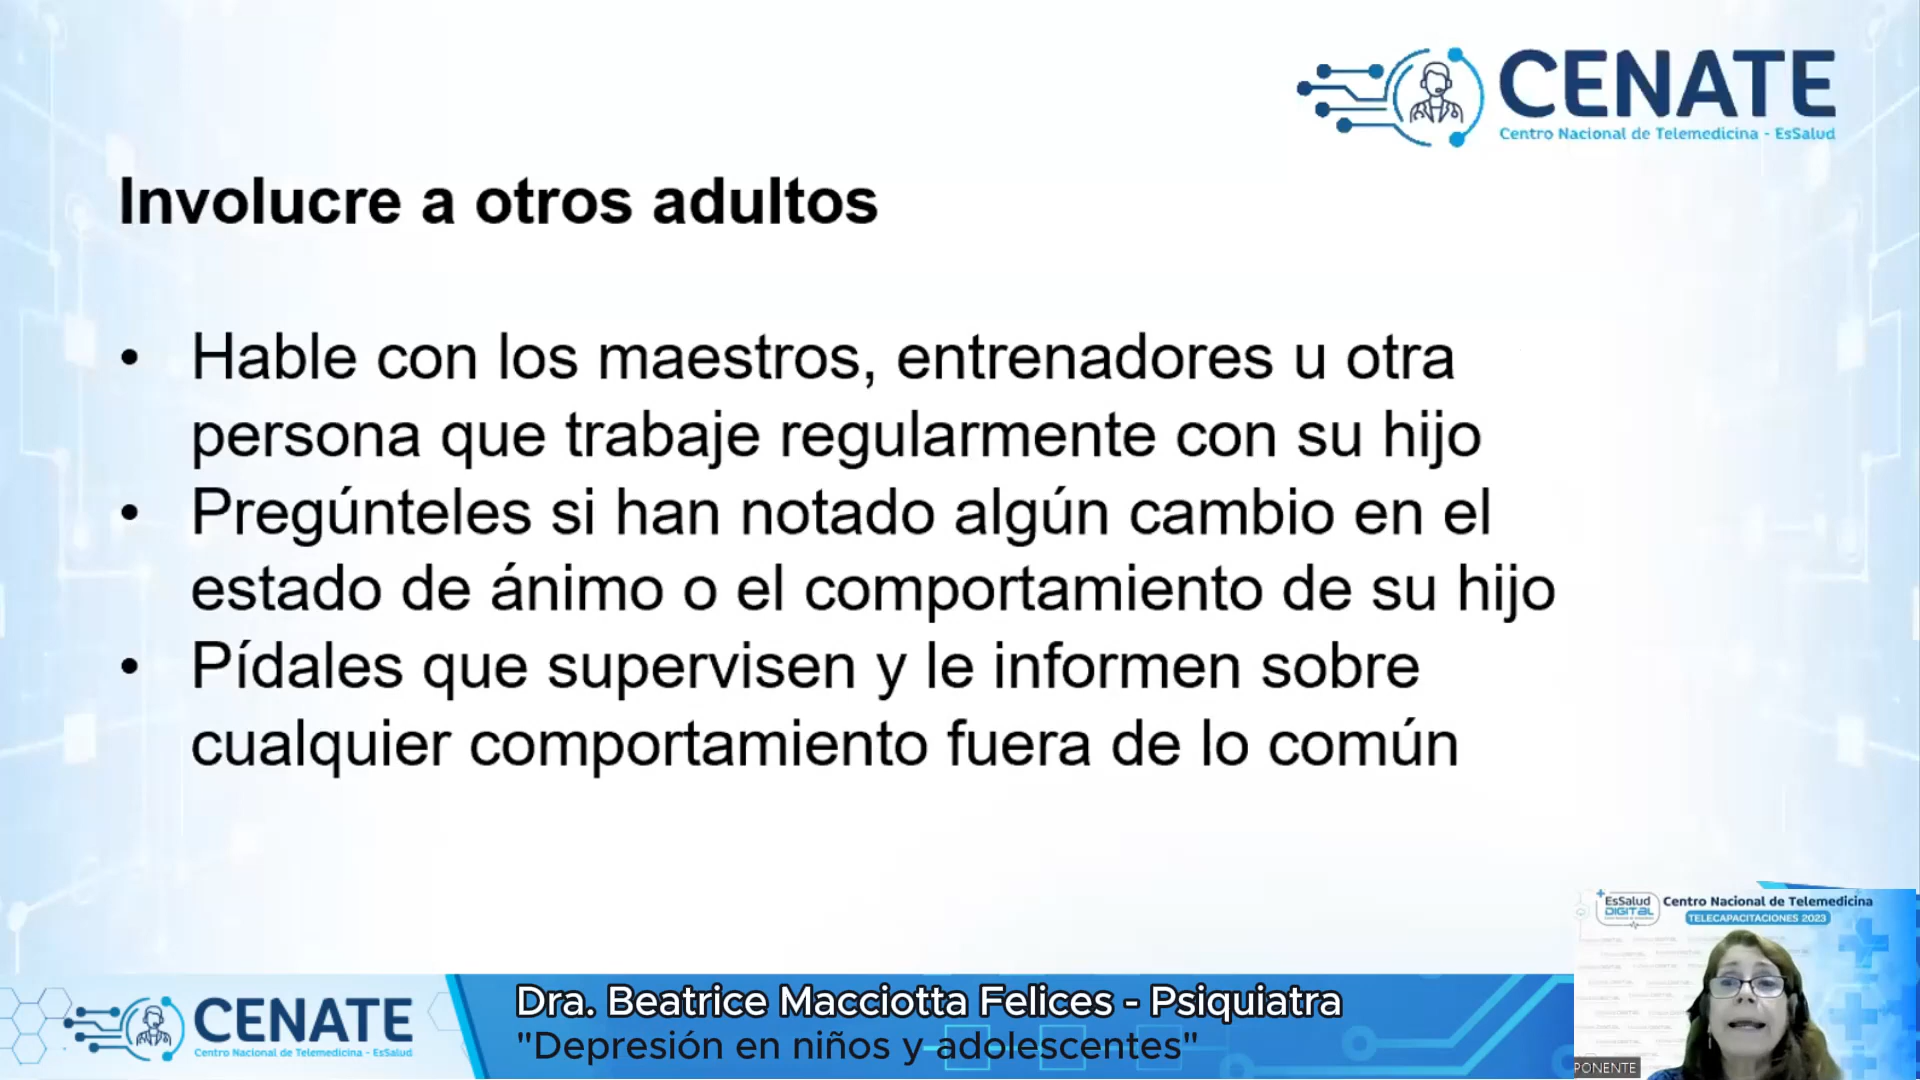 CENATE
Centro Nacional de Telemedicina - EsSalud
Involucre a otros adultos
• Hable con los maestros, entrenadores u otra
persona que trabaje regularmente con su hijo
• Pregúnteles si han notado algún cambio en el
estado de ánimo o el comportamiento de su hijo
• Pídales que supervisen y le informen sobre
cualquier comportamiento fuera de lo común
EsSalud
DIGITAL
Centro Nacional de Telemedicina
TELECAPACITACIONES 2023
PONENTE
CENATE
Centro Nacional de Telemedicina - EsSalud
Dra. Beatrice Macciotta Felices - Psiquiatra
"Depresión en niños y adolescentes"